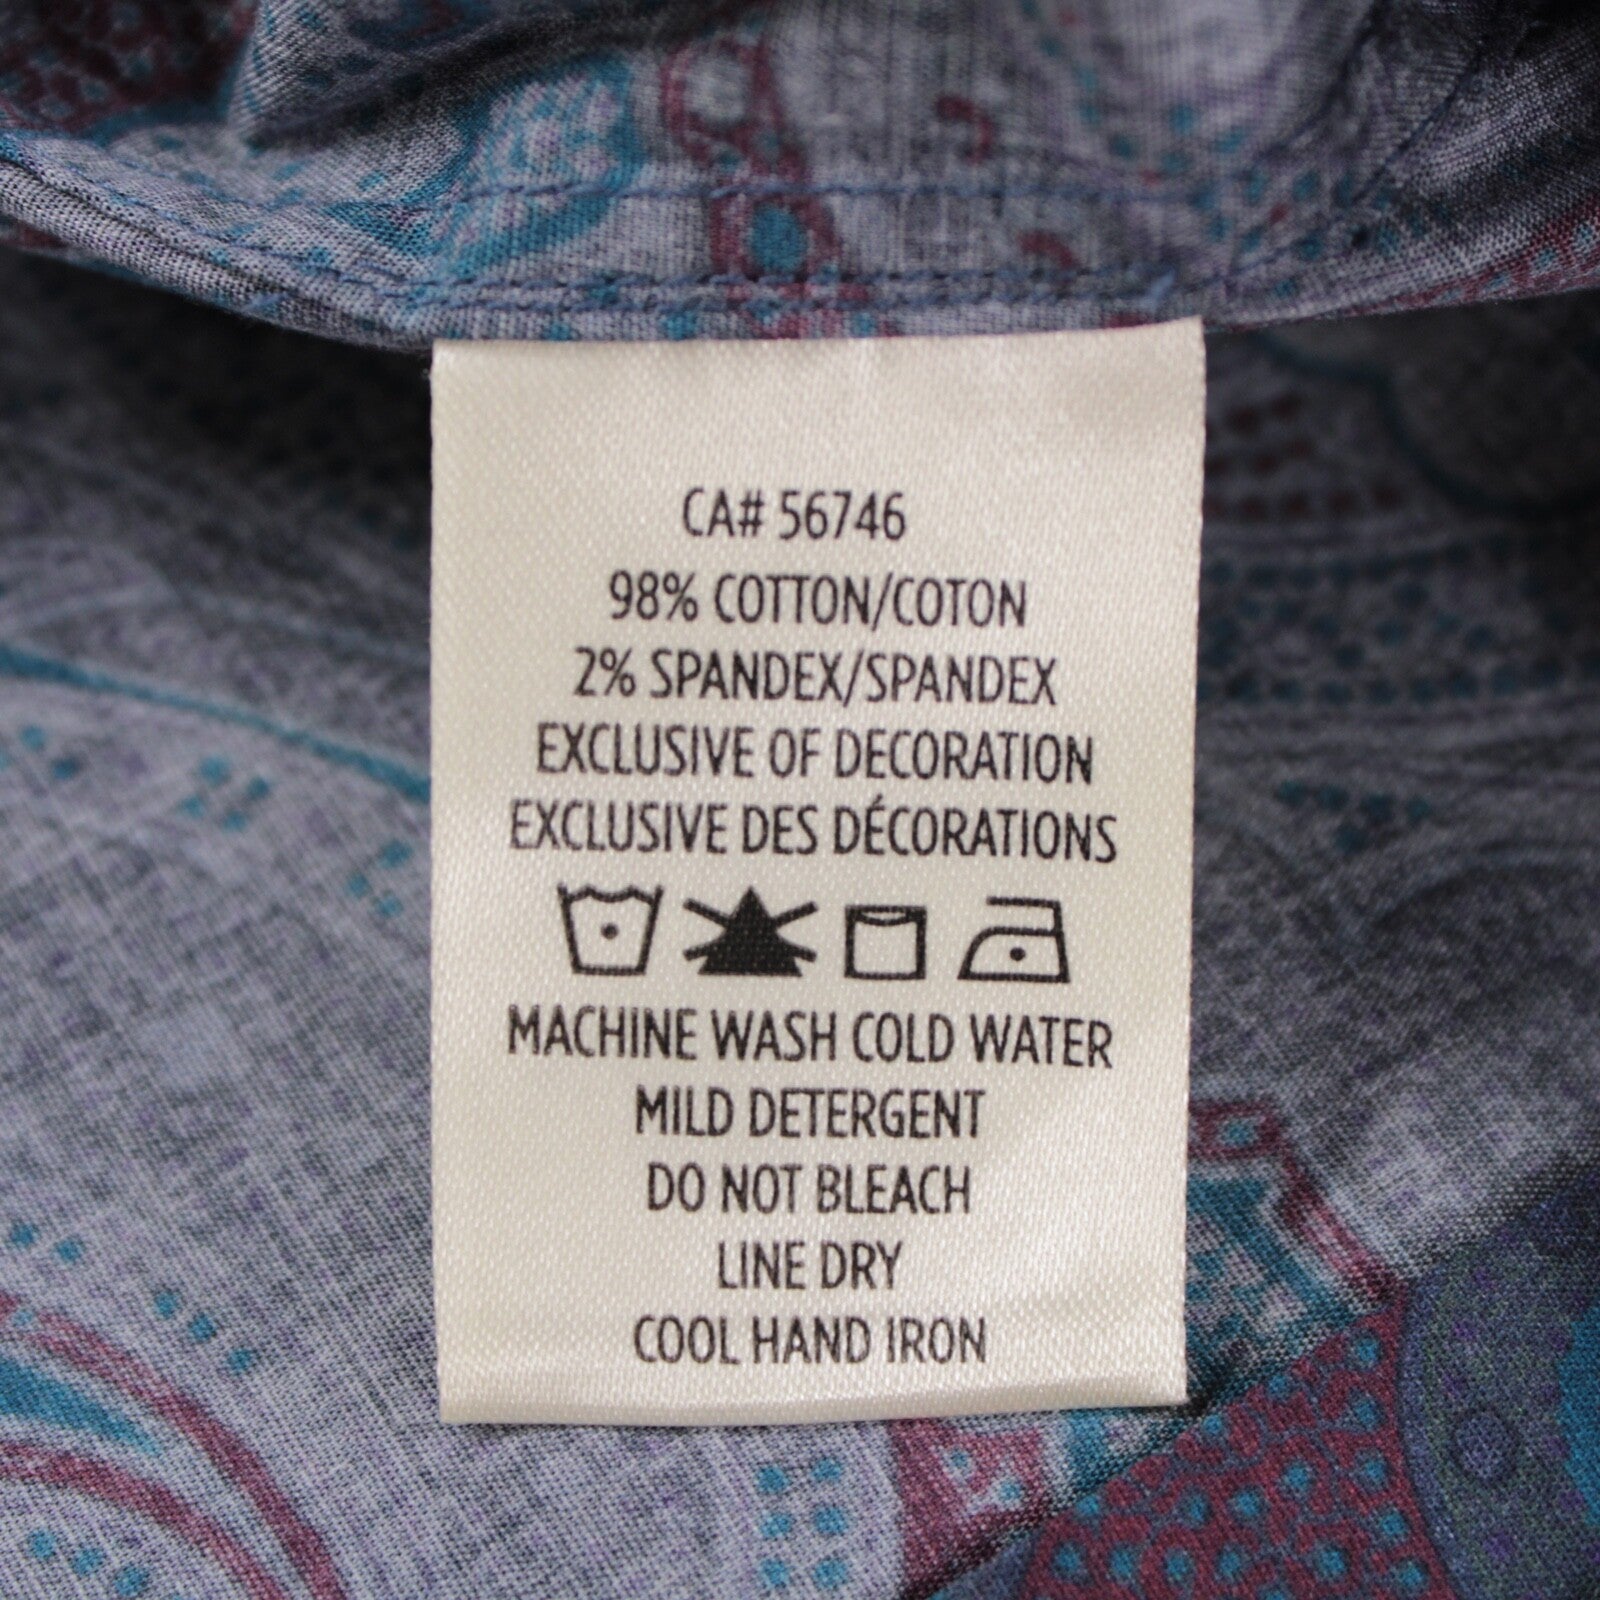 CA# 56746
98% COTTON/COTON
2% SPANDEX/SPANDEX
EXCLUSIVE OF DECORATION
EXCLUSIVE DES DÉCORATIONS
MACHINE WASH COLD WATER
MILD DETERGENT
DO NOT BLEACH
LINE DRY
COOL HAND IRON